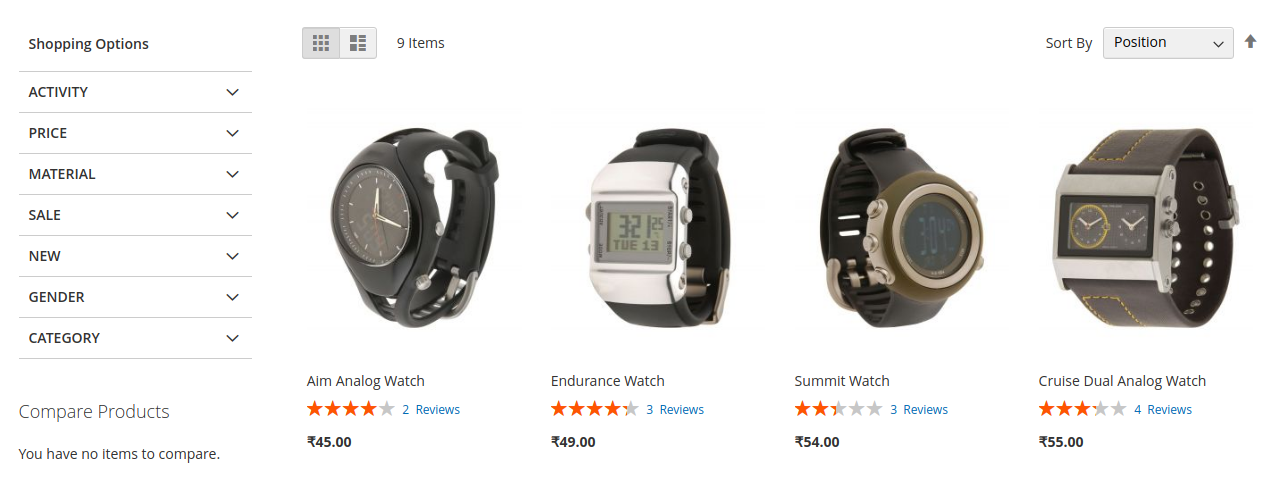 Shopping Options
9 Items
Sort By
Position
ACTIVITY
PRICE
MATERIAL
SALE
NEW
GENDER
CATEGORY
Compare Products
You have no items to compare.
3:21 25
TUE 13
Aim Analog Watch
2 Reviews
₹45.00
Endurance Watch
3 Reviews
₹49.00
Summit Watch
3 Reviews
₹54.00
Cruise Dual Analog Watch
4 Reviews
₹55.00